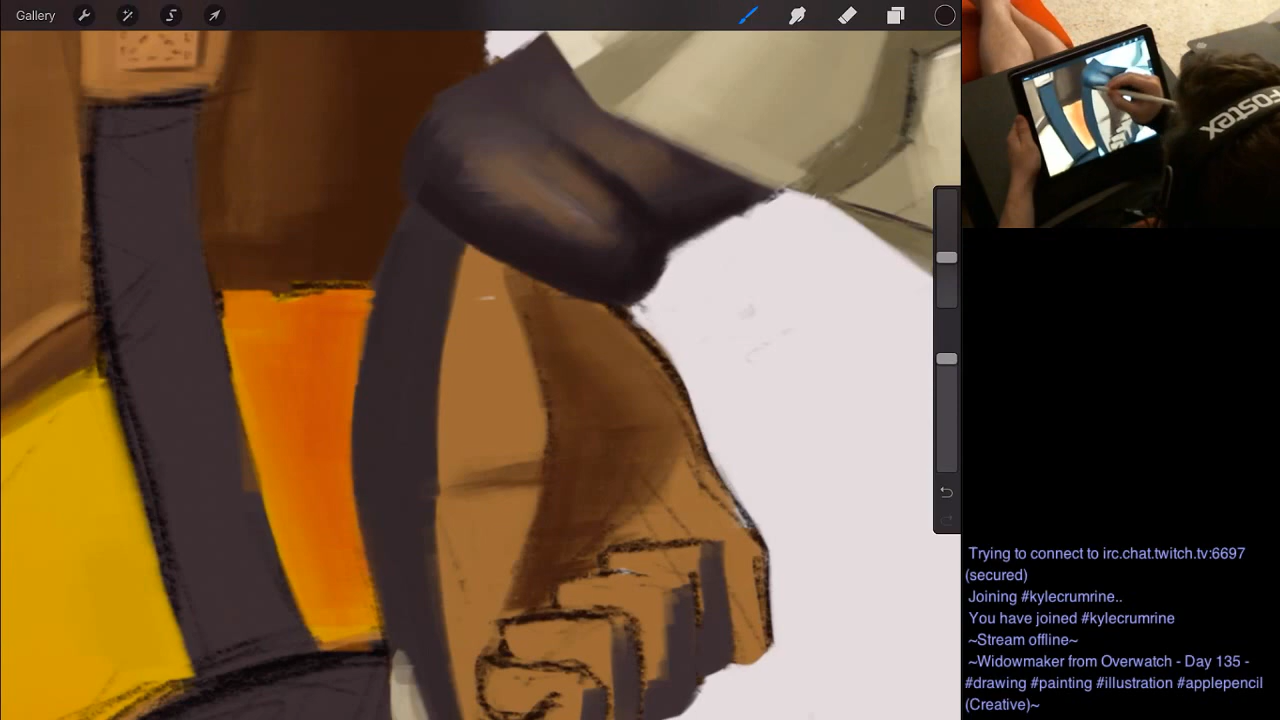 Gallery
FOSTEX
Trying to connect to irc.chat.twitch.tv:6697
(secured)
Joining #kylecrumrine..
You have joined #kylecrumrine
~Stream offline~
~Widowmaker from Overwatch - Day 135 -
#drawing #painting #illustration #applepencil
(Creative)~